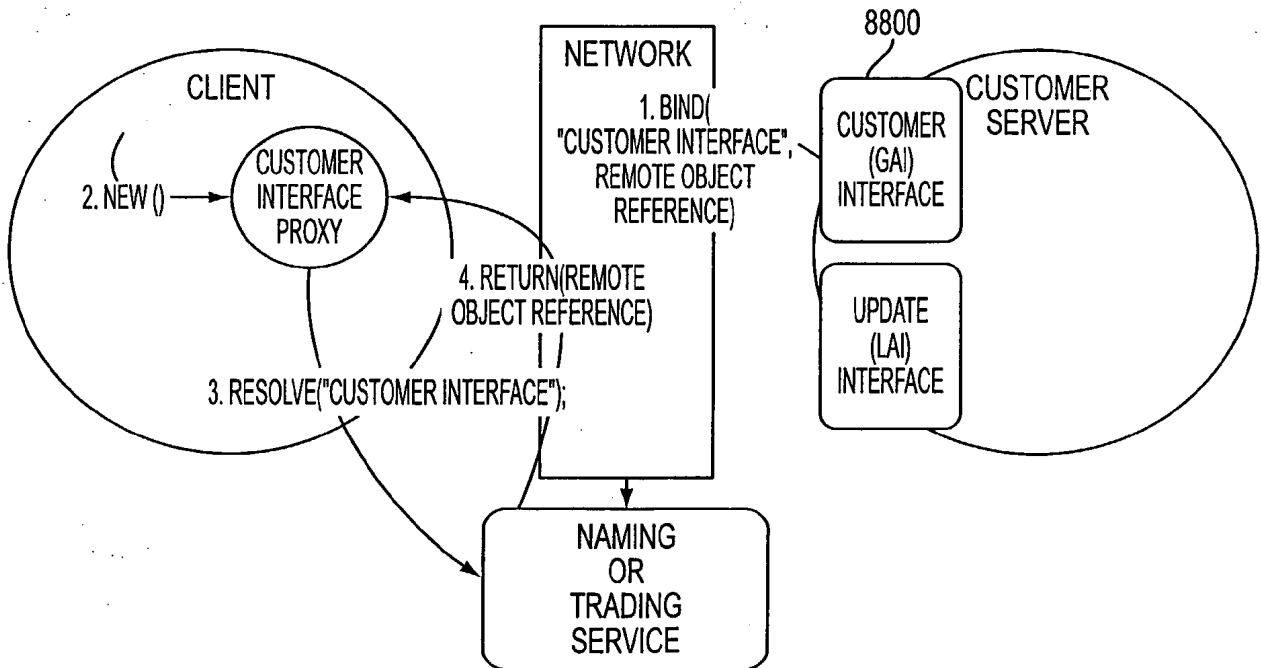 8800
NETWORK
CLIENT
CUSTOMER
SERVER
1. BIND(
"CUSTOMER INTERFACE",
REMOTE OBJECT
REFERENCE)
CUSTOMER
(GAI)
INTERFACE
2. NEW ()
CUSTOMER
INTERFACE
PROXY
4. RETURN(REMOTE
OBJECT REFERENCE)
UPDATE
(LAI)
INTERFACE
3. RESOLVE("CUSTOMER INTERFACE");
NAMING
OR
TRADING
SERVICE